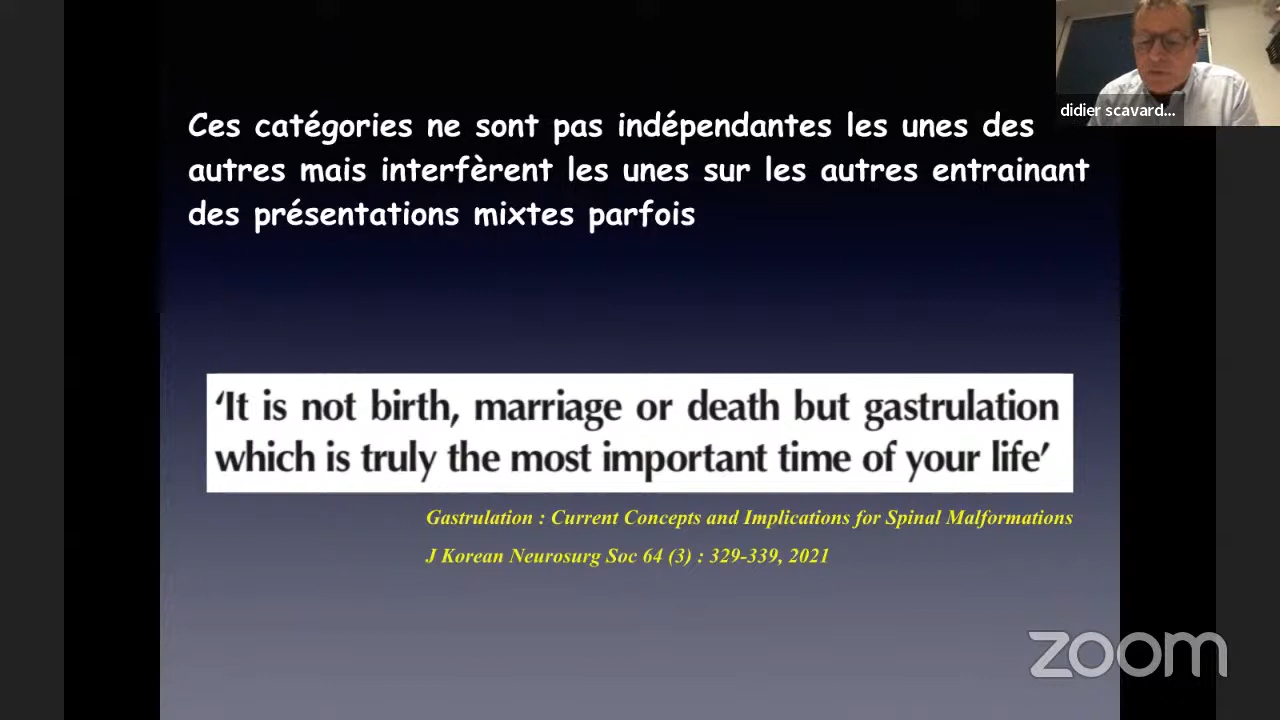 didier scavard...
Ces catégories ne sont pas indépendantes les unes des
autres mais interfèrent les unes sur les autres entrainant
des présentations mixtes parfois
‘It is not birth, marriage or death but gastrulation
which is truly the most important time of your life’
Gastrulation : Current Concepts and Implications for Spinal Malformations
J Korean Neurosurg Soc 64 (3) : 329-339, 2021
zoom